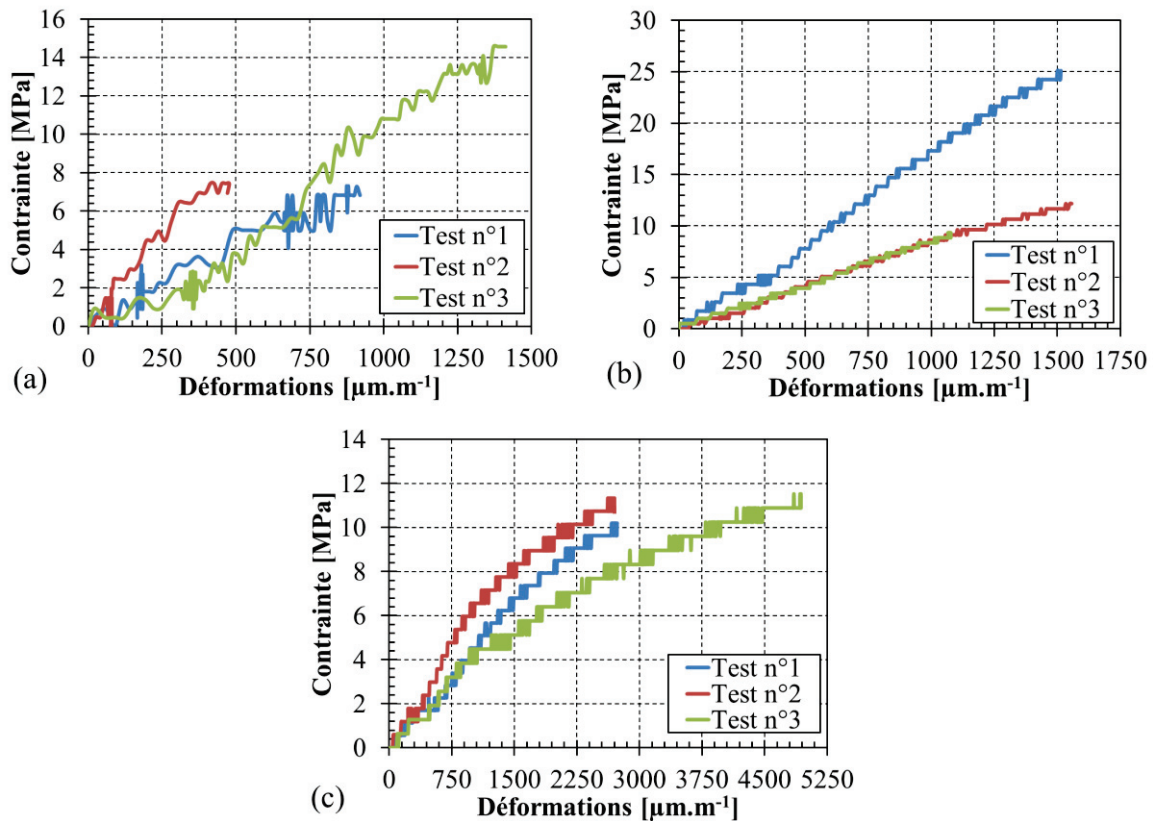 Contrainte [MPa]
16
14
12
10
8
6
4
2
0
0 250 500 750 1000 1250 1500
Test n°1
Test n°2
Test n°3
(a) Déformations [µm.m-1]
Contrainte [MPa]
30
25
20
15
10
5
0
0 250 500 750 1000 1250 1500 1750
Test n°1
Test n°2
Test n°3
(b) Déformations [µm.m-1]
Contrainte [MPa]
14
12
10
8
6
4
2
0
0 750 1500 2250 3000 3750 4500 5250
Test n°1
Test n°2
Test n°3
(c) Déformations [µm.m-1]